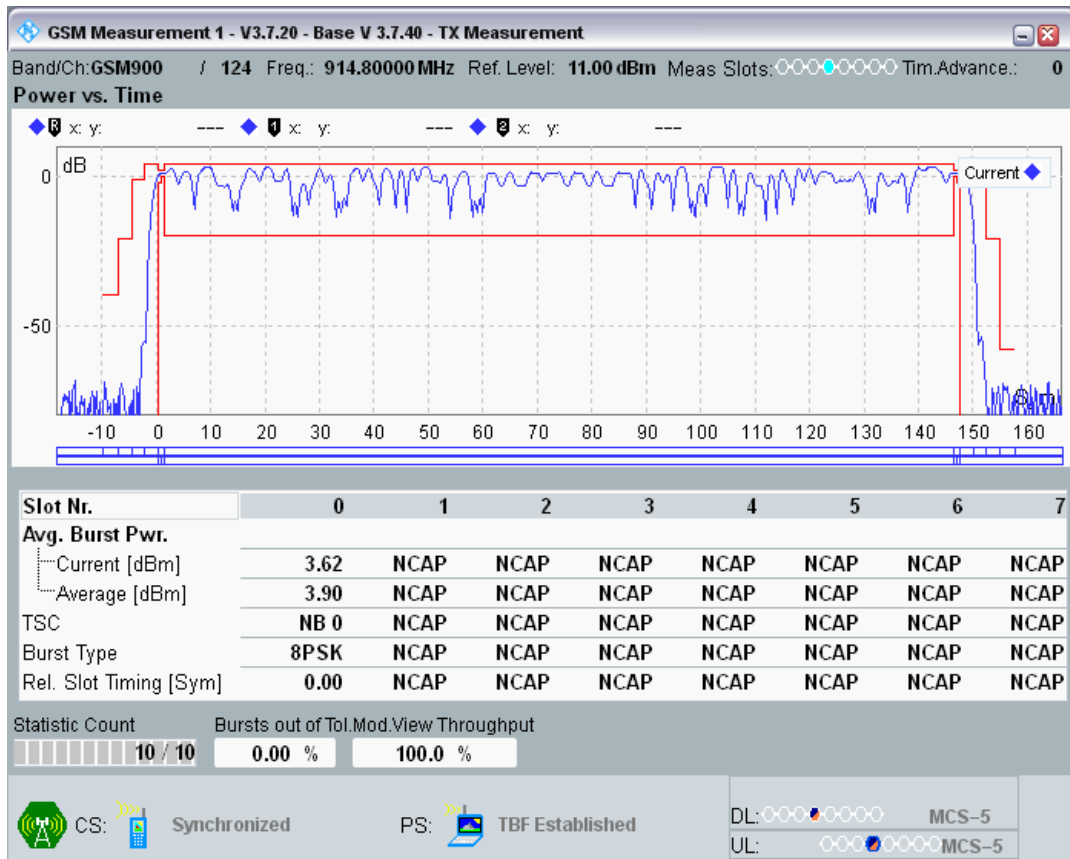 GSM Measurement 1 - V3.7.20 - Base V 3.7.40 - TX Measurement
Band/Ch:GSM900 / 124 Freq.: 914.80000 MHz Ref. Level: 11.00 dBm Meas Slots: Tim.Advance.: 0
Power vs. Time
R x: y: --- 1 x: y: --- 2 x: y: ---
dB
Current
0
-50
-10 0 10 20 30 40 50 60 70 80 90 100 110 120 130 140 150 160
Slot Nr. 0 1 2 3 4 5 6 7
Avg. Burst Pwr.
Current [dBm] 3.62 NCAP NCAP NCAP NCAP NCAP NCAP NCAP
Average [dBm] 3.90 NCAP NCAP NCAP NCAP NCAP NCAP NCAP
TSC NB 0 NCAP NCAP NCAP NCAP NCAP NCAP NCAP
Burst Type 8PSK NCAP NCAP NCAP NCAP NCAP NCAP NCAP
Rel. Slot Timing [Sym] 0.00 NCAP NCAP NCAP NCAP NCAP NCAP NCAP
Statistic Count Bursts out of Tol. Mod.View Throughput
10 / 10 0.00 % 100.0 %
CS: Synchronized PS: TBF Established
DL: MCS-5
UL: MCS-5